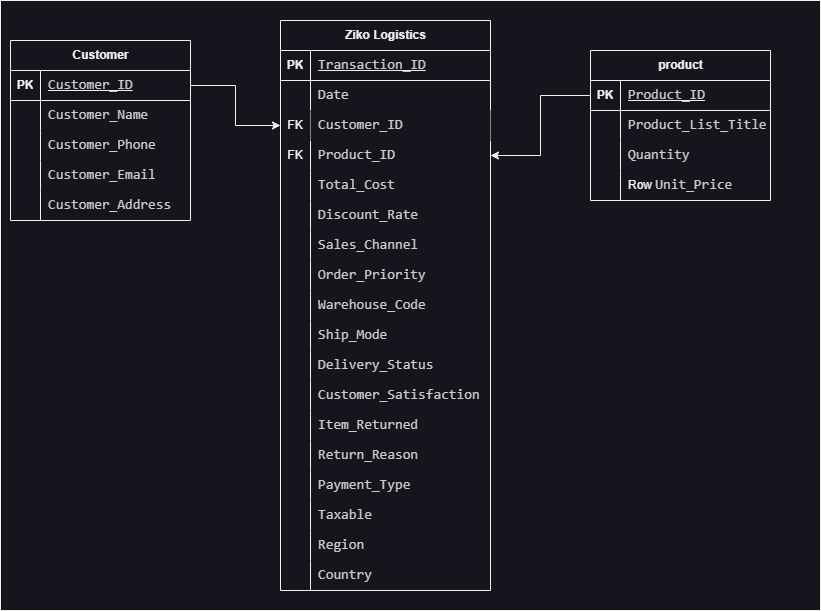 Customer
PK Customer_ID
Customer_Name
Customer_Phone
Customer_Email
Customer_Address
Ziko Logistics
PK Transaction_ID
Date
FK Customer_ID
FK Product_ID
Total_Cost
Discount_Rate
Sales_Channel
Order_Priority
Warehouse_Code
Ship_Mode
Delivery_Status
Customer_Satisfaction
Item_Returned
Return_Reason
Payment_Type
Taxable
Region
Country
product
PK Product_ID
Product_List_Title
Quantity
Row Unit_Price